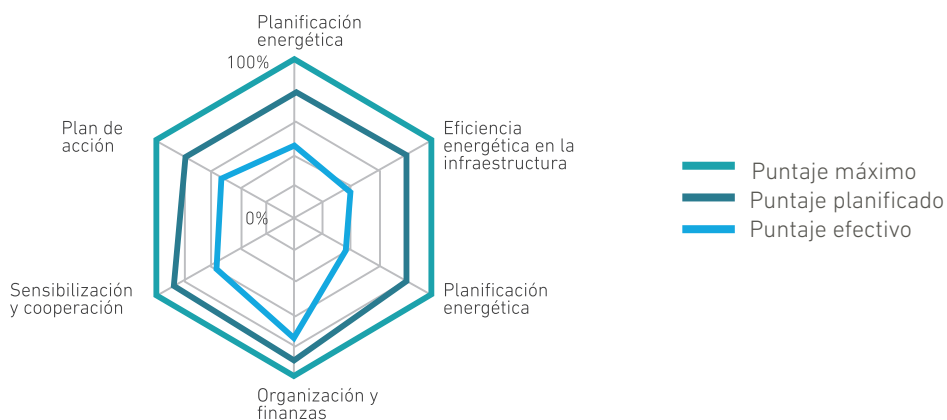 Planificación
energética
100%
Plan de
acción
Eficiencia
energética en la
infraestructura
0%
Sensibilización
y cooperación
Planificación
energética
Organización y
finanzas
Puntaje máximo
Puntaje planificado
Puntaje efectivo